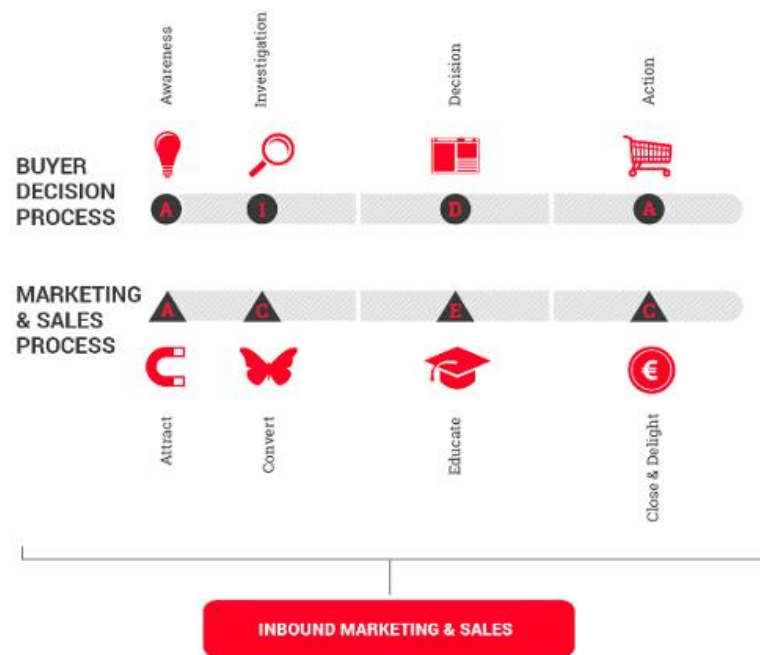 Awareness
Investigation
Decision
Action
BUYER
DECISION
PROCESS
A
I
D
A
MARKETING
& SALES
PROCESS
A
C
E
C
€
Attract
Convert
Educate
Close & Delight
INBOUND MARKETING & SALES